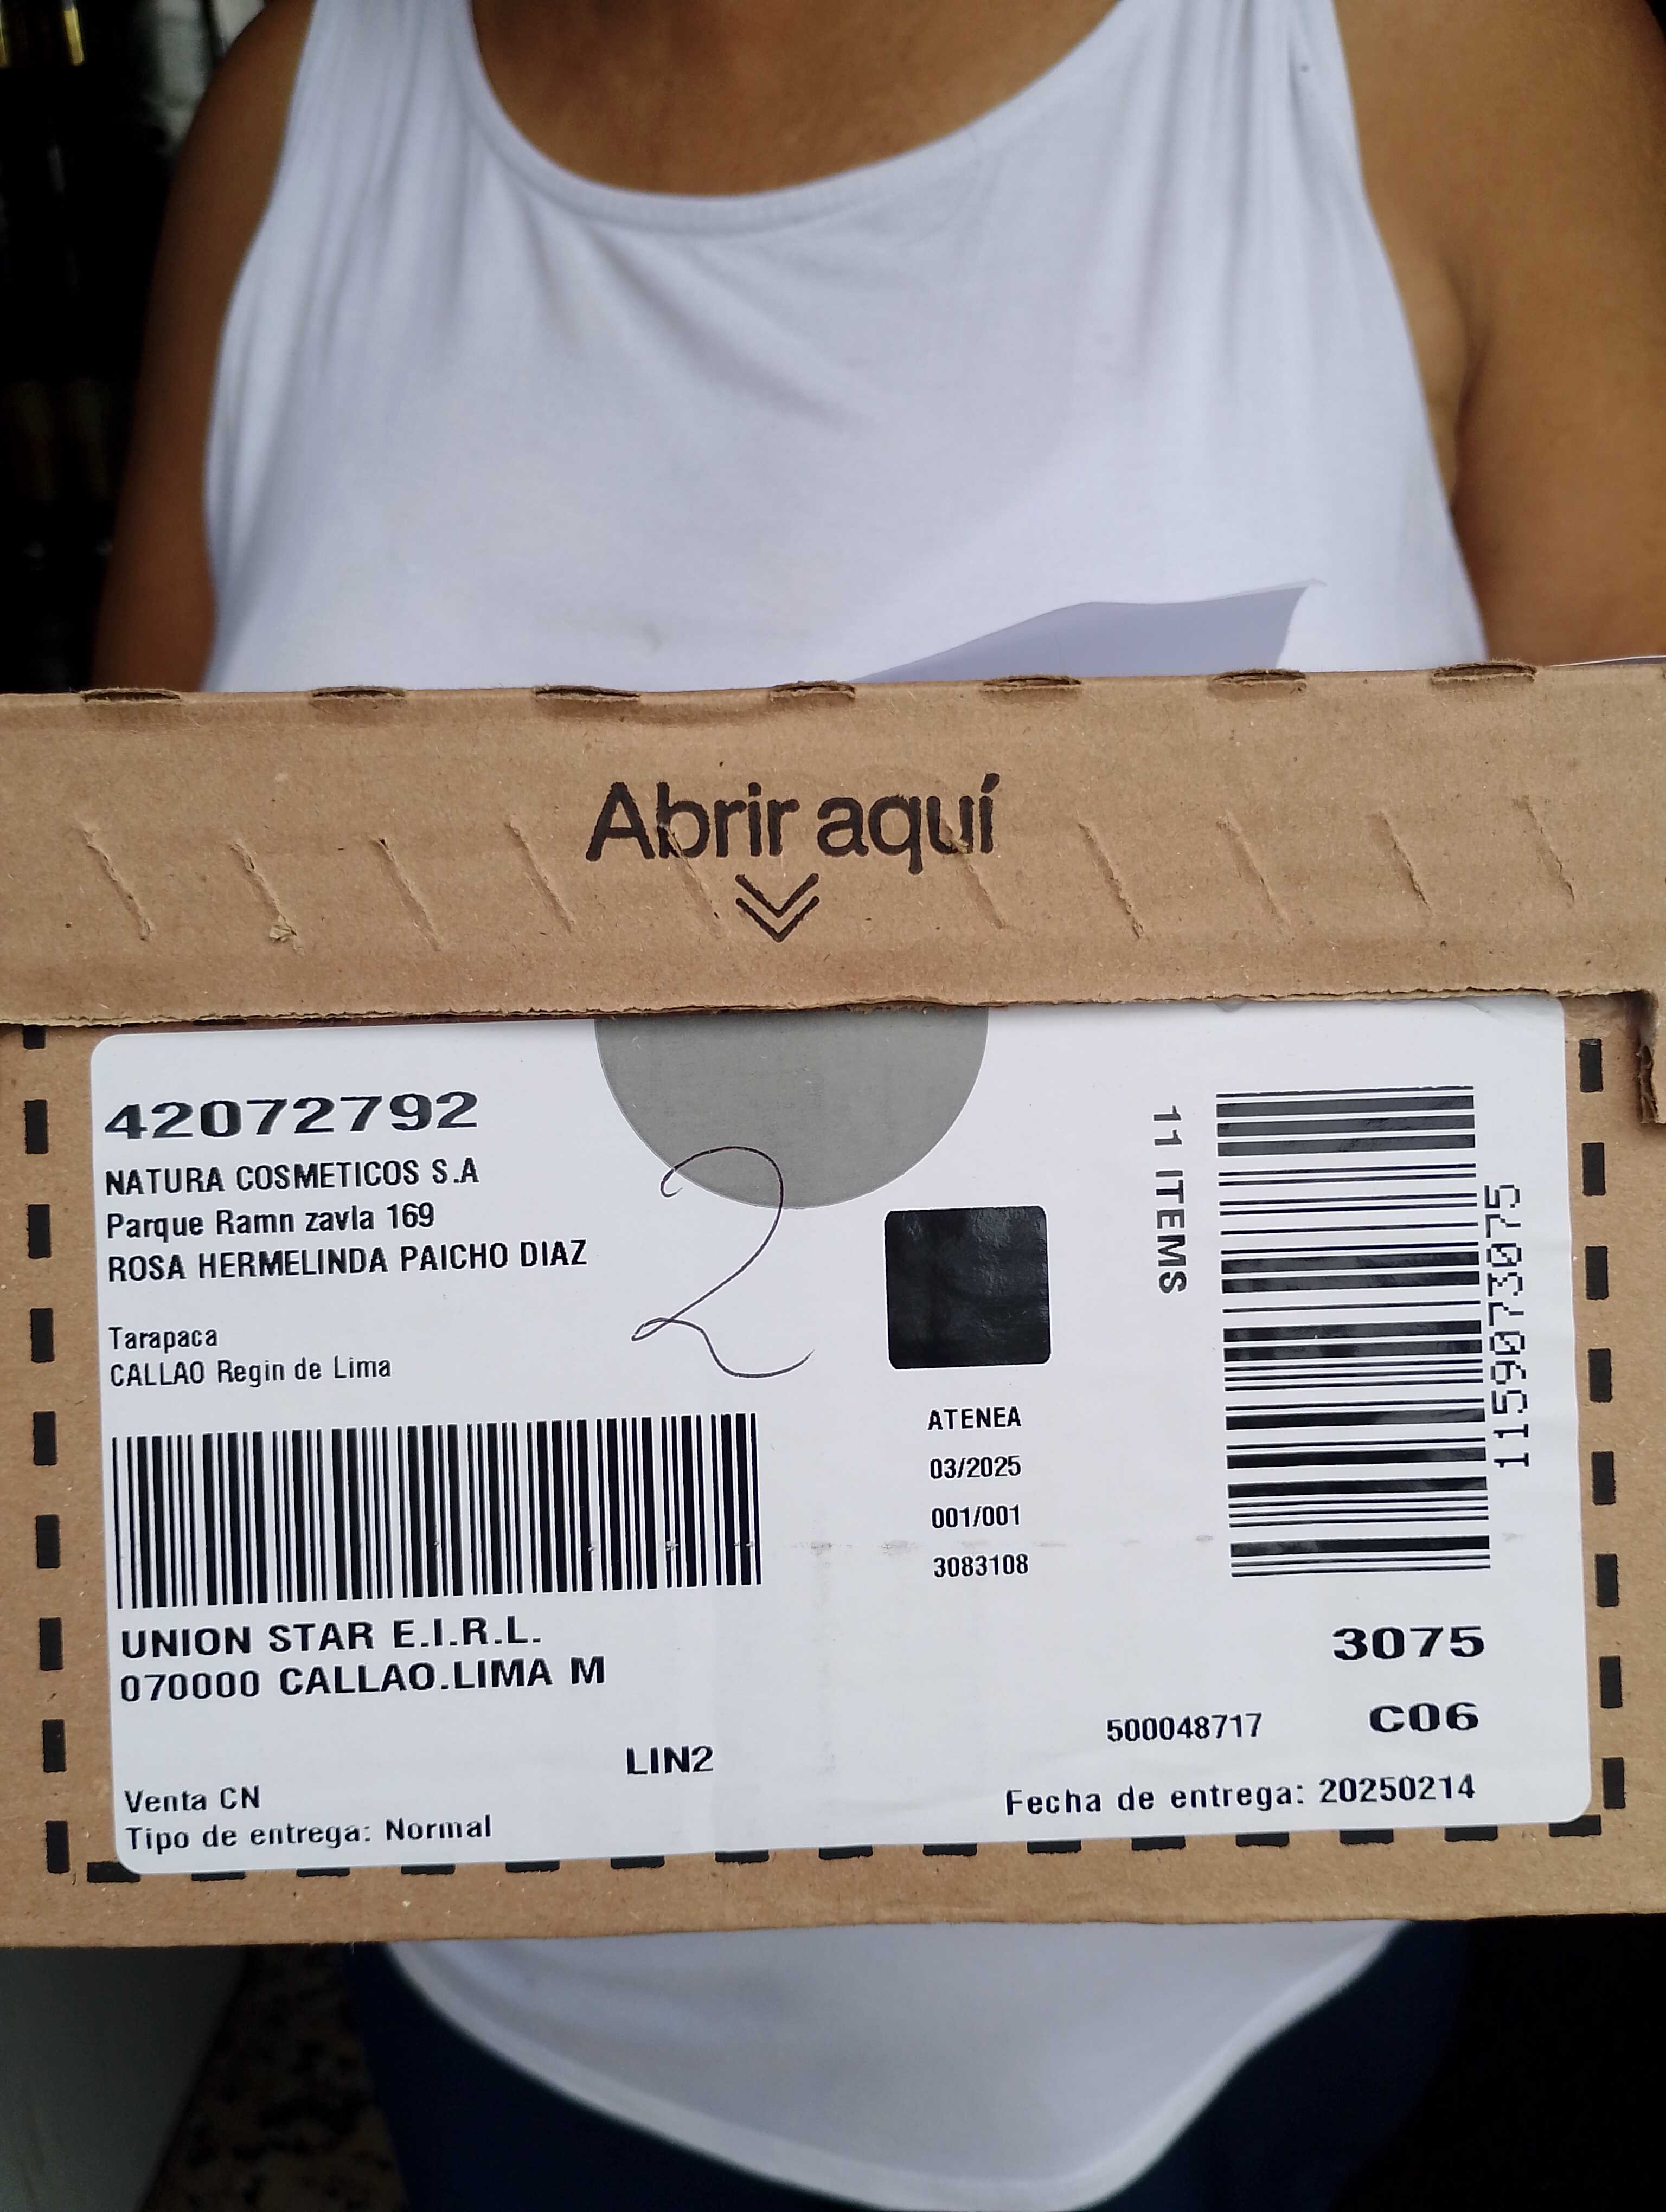 Abrir aquí
42072792
NATURA COSMETICOS S.A
Parque Ramn zavla 169
ROSA HERMELINDA PAICHO DIAZ
Tarapaca
CALLAO Regin de Lima
2
11 ITEMS
1159073075
ATENEA
03/2025
001/001
3083108
UNION STAR E.I.R.L.
070000 CALLAO.LIMA M
3075
500048717 C06
LIN2
Venta CN
Tipo de entrega: Normal
Fecha de entrega: 20250214